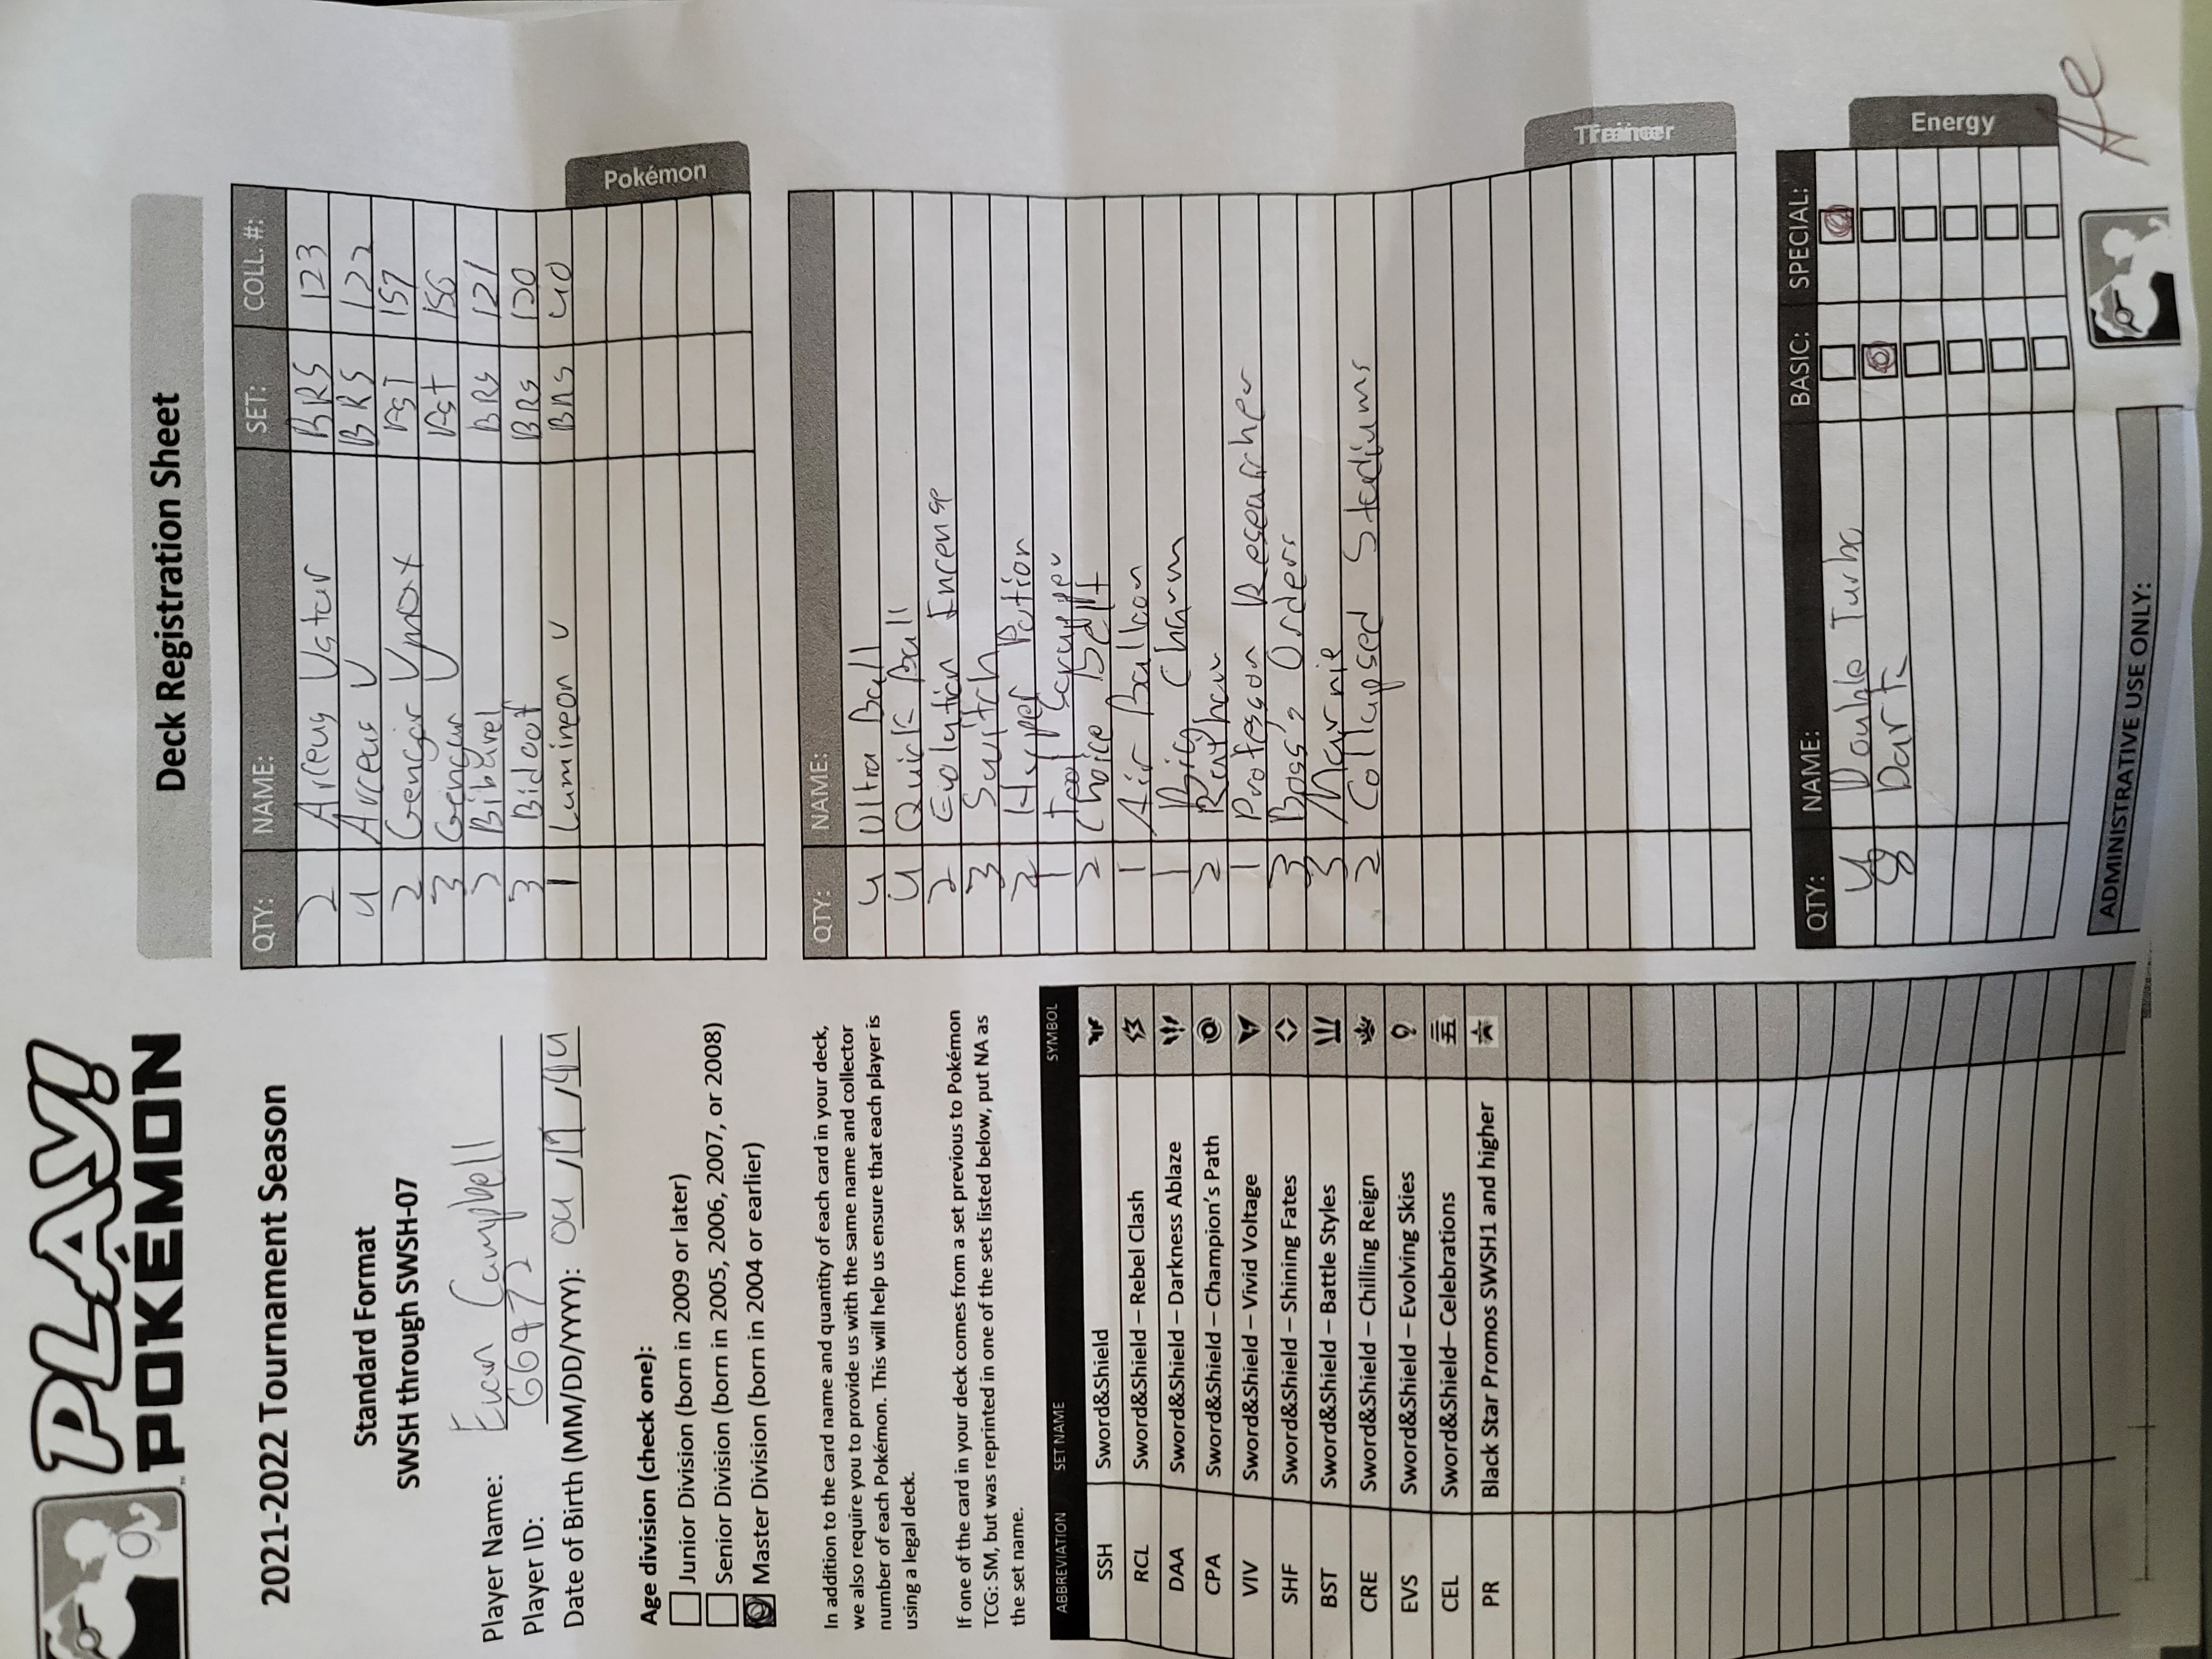 PLAY!
POKÉMON
2021-2022 Tournament Season
Standard Format
SWSH through SWSH-07
Player Name: Evan Campbell
Player ID: 66972
Date of Birth (MM/DD/YYYY): 04/17/94
Age division (check one):
Junior Division (born in 2009 or later)
Senior Division (born in 2005, 2006, 2007, or 2008)
Master Division (born in 2004 or earlier)
In addition to the card name and quantity of each card in your deck,
we also require you to provide us with the same name and collector
number of each Pokémon. This will help us ensure that each player is
using a legal deck.
If one of the card in your deck comes from a set previous to Pokémon
TCG: SM, but was reprinted in one of the sets listed below, put NA as
the set name.
ABBREVIATION SET NAME SYMBOL
SSH Sword&Shield
RCL Sword&Shield – Rebel Clash
DAA Sword&Shield – Darkness Ablaze
CPA Sword&Shield – Champion's Path
VIV Sword&Shield – Vivid Voltage
SHF Sword&Shield – Shining Fates
BST Sword&Shield – Battle Styles
CRE Sword&Shield – Chilling Reign
EVS Sword&Shield – Evolving Skies
CEL Sword&Shield– Celebrations
PR Black Star Promos SWSH1 and higher
Deck Registration Sheet
QTY: NAME: SET: COLL. #:
2 Arceus Vstar BRS 123
4 Arceus V BRS 122
2 Gengar Vmax FST 157
3 Gengar V Fst 156
2 Bibarel BRS 121
3 Bidoof BRS 120
1 Lumineon V BRS 40
Pokémon
QTY: NAME:
4 Ultra Ball
4 Quick Ball
2 Evolution Incense
3 Switch
2 Hyper Potion
1 Tool Scrapper
2 Choice Belt
1 Air Balloon
1 Big Charm
2 Raihan
1 Professor Researcher
3 Boss's Orders
3 Marnie
2 Collapsed Stadiums
Trainer
QTY: NAME: BASIC: SPECIAL:
4 Double Turbo
8 Dark
Energy
ADMINISTRATIVE USE ONLY: